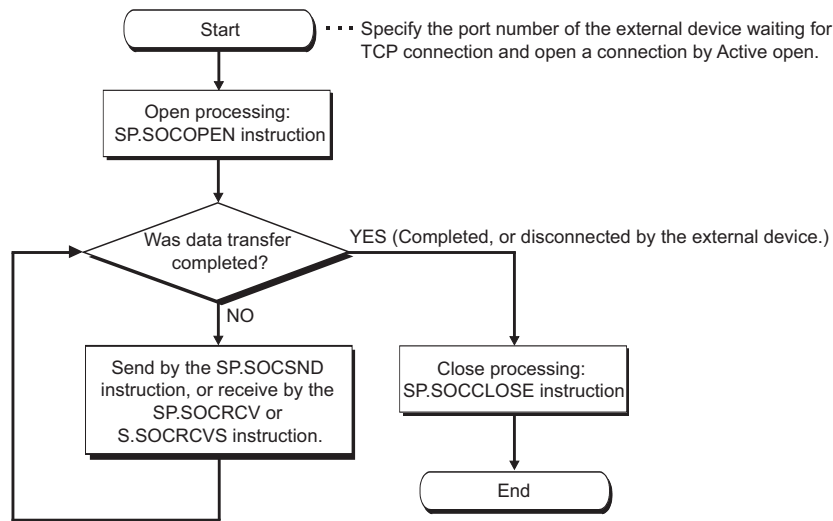 Start
··· Specify the port number of the external device waiting for
TCP connection and open a connection by Active open.
Open processing:
SP.SOCOPEN instruction
Was data transfer
completed?
YES (Completed, or disconnected by the external device.)
NO
Send by the SP.SOCSND
instruction, or receive by the
SP.SOCRCV or
S.SOCRCVS instruction.
Close processing:
SP.SOCCLOSE instruction
End